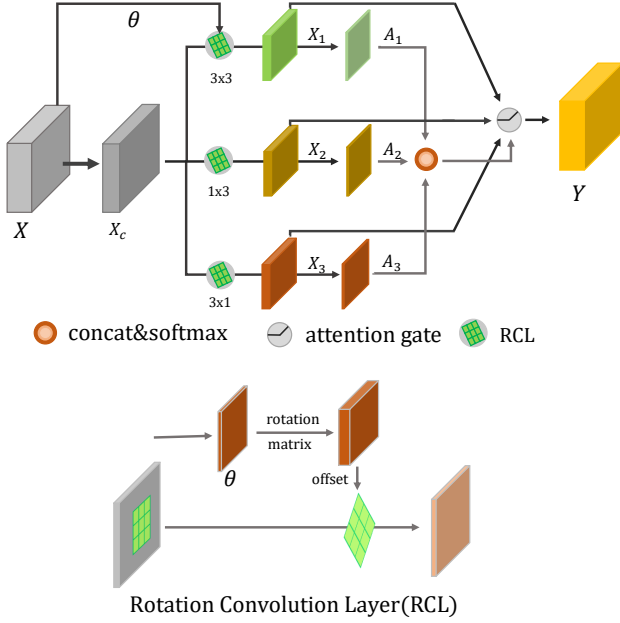 θ
3x3
X₁
A₁
X
X_c
1x3
X₂
A₂
Y
3x1
X₃
A₃
concat&softmax
attention gate
RCL
rotation
matrix
θ
offset
Rotation Convolution Layer(RCL)